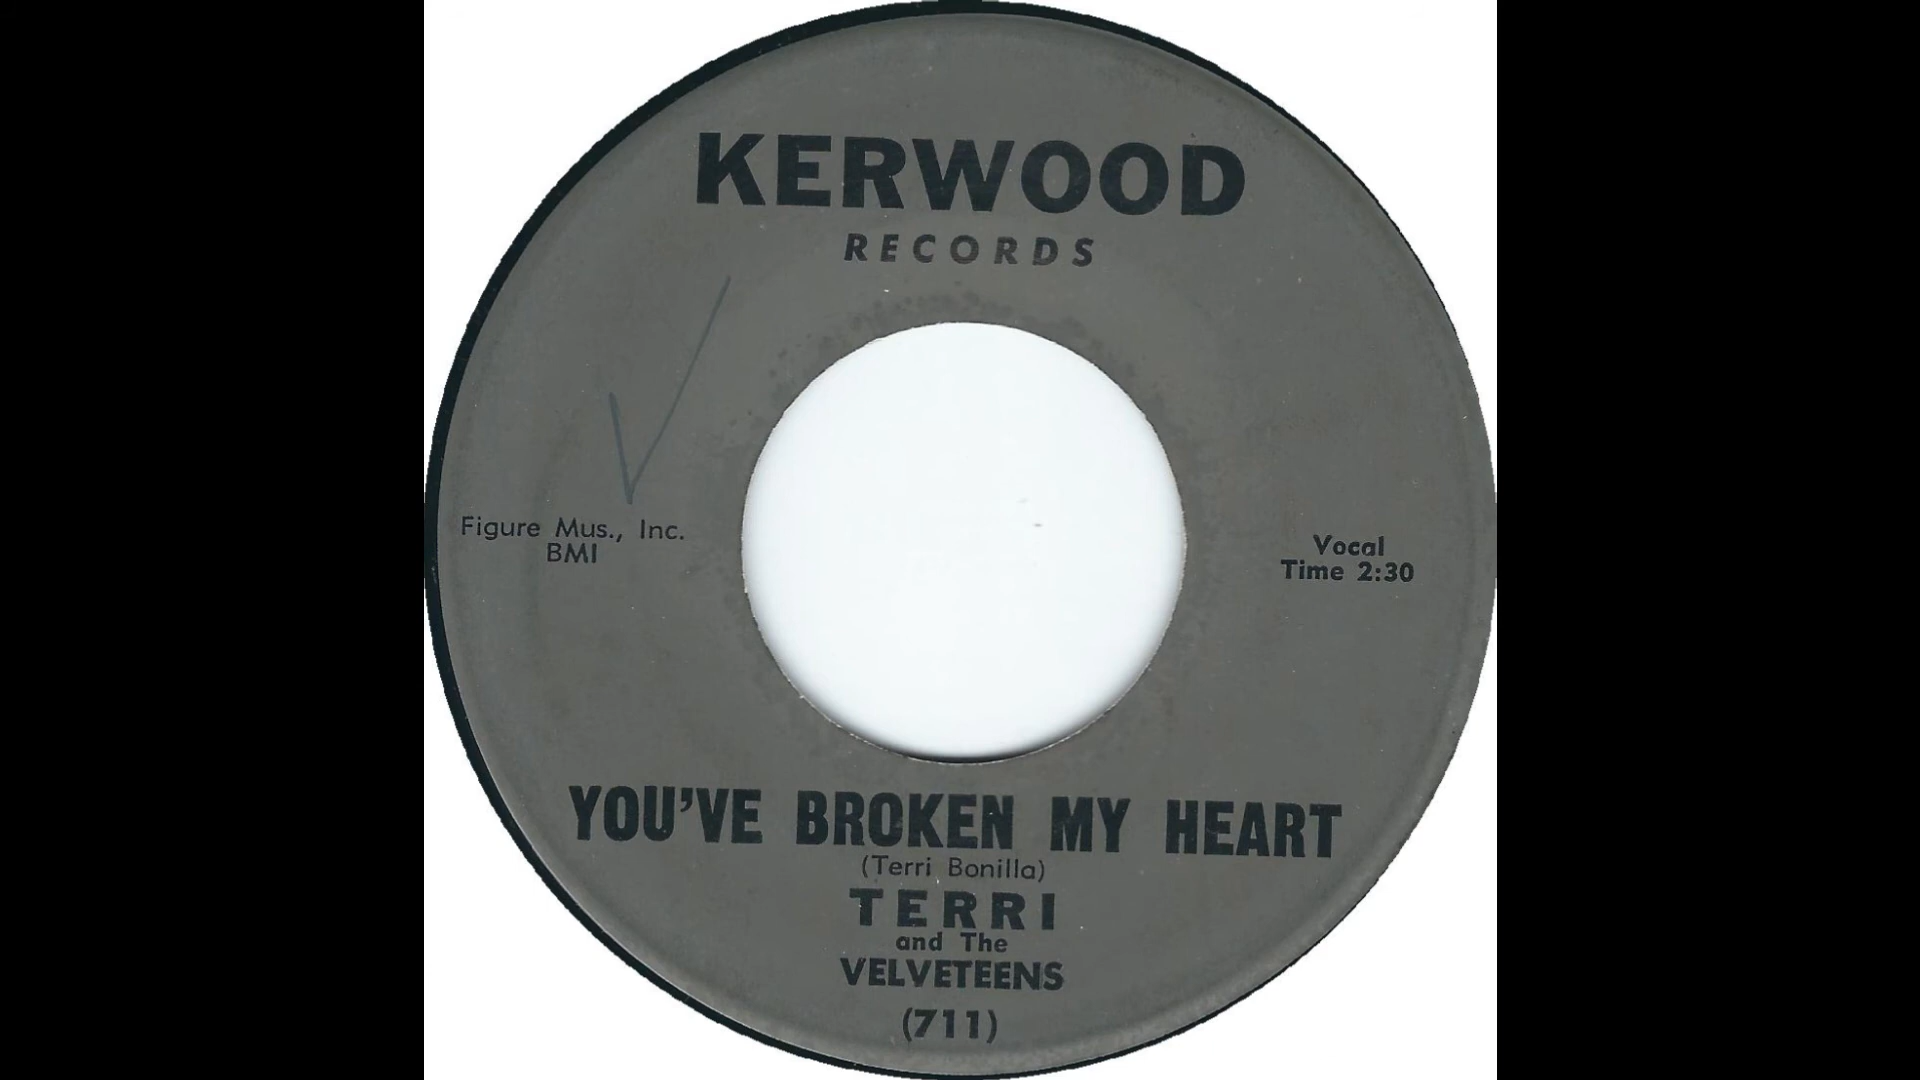 KERWOOD
RECORDS
Figure Mus., Inc.
BMI
Vocal
Time 2:30
YOU'VE BROKEN MY HEART
(Terri Bonilla)
TERRI
and The
VELVETEENS
(711)